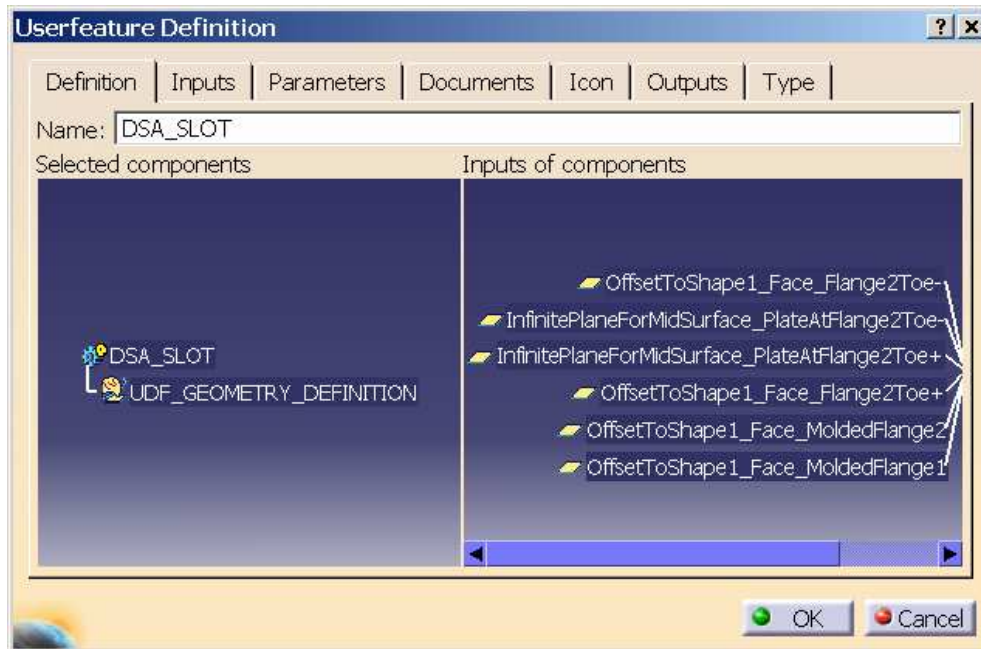 Userfeature Definition ? x
Definition Inputs Parameters Documents Icon Outputs Type
Name: DSA_SLOT
Selected components Inputs of components
OffsetToShape1_Face_Flange2Toe-
InfinitePlaneForMidSurface_PlateAtFlange2Toe-
DSA_SLOT InfinitePlaneForMidSurface_PlateAtFlange2Toe+
UDF_GEOMETRY_DEFINITION OffsetToShape1_Face_Flange2Toe+
OffsetToShape1_Face_MoldedFlange2
OffsetToShape1_Face_MoldedFlange1
OK Cancel